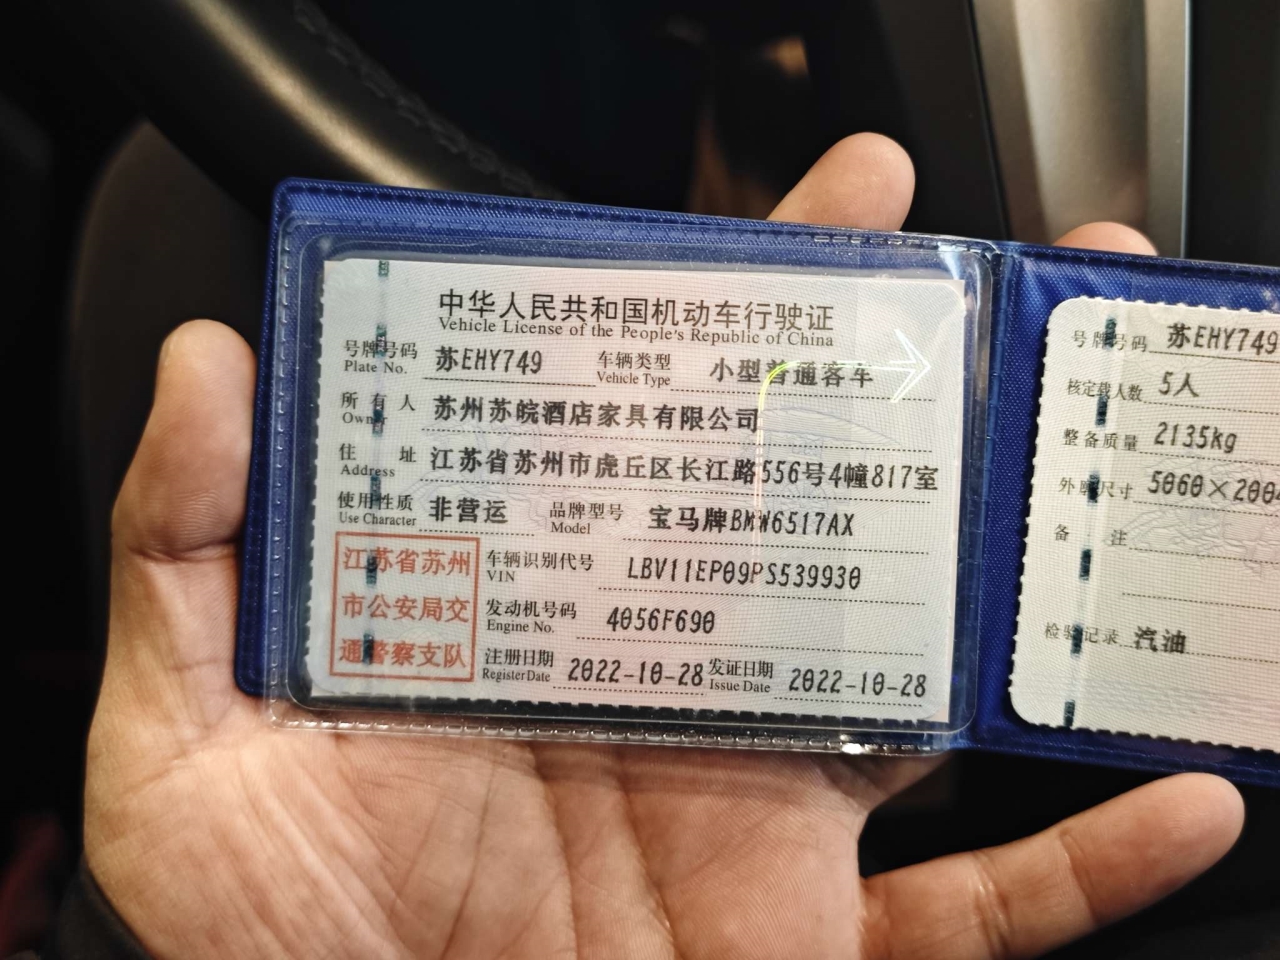 中华人民共和国机动车行驶证
Vehicle License of the People's Republic of China
号牌号码 苏EHY749 车辆类型 小型普通客车
Plate No. Vehicle Type
所有人 苏州苏皖酒店家具有限公司
Owner
住址 江苏省苏州市虎丘区长江路556号4幢817室
Address
使用性质 非营运 品牌型号 宝马牌BMW6517AX
Use Character Model
江苏省苏州
市公安局交
通警察支队
车辆识别代号 LBV11EP09PS539930
VIN
发动机号码 4056F690
Engine No.
注册日期 2022-10-28 发证日期 2022-10-28
Register Date Issue Date
号牌号码 苏EHY749
核定载人数 5人
整备质量 2135kg
外廓尺寸 5060×200
备注
检验记录 汽油